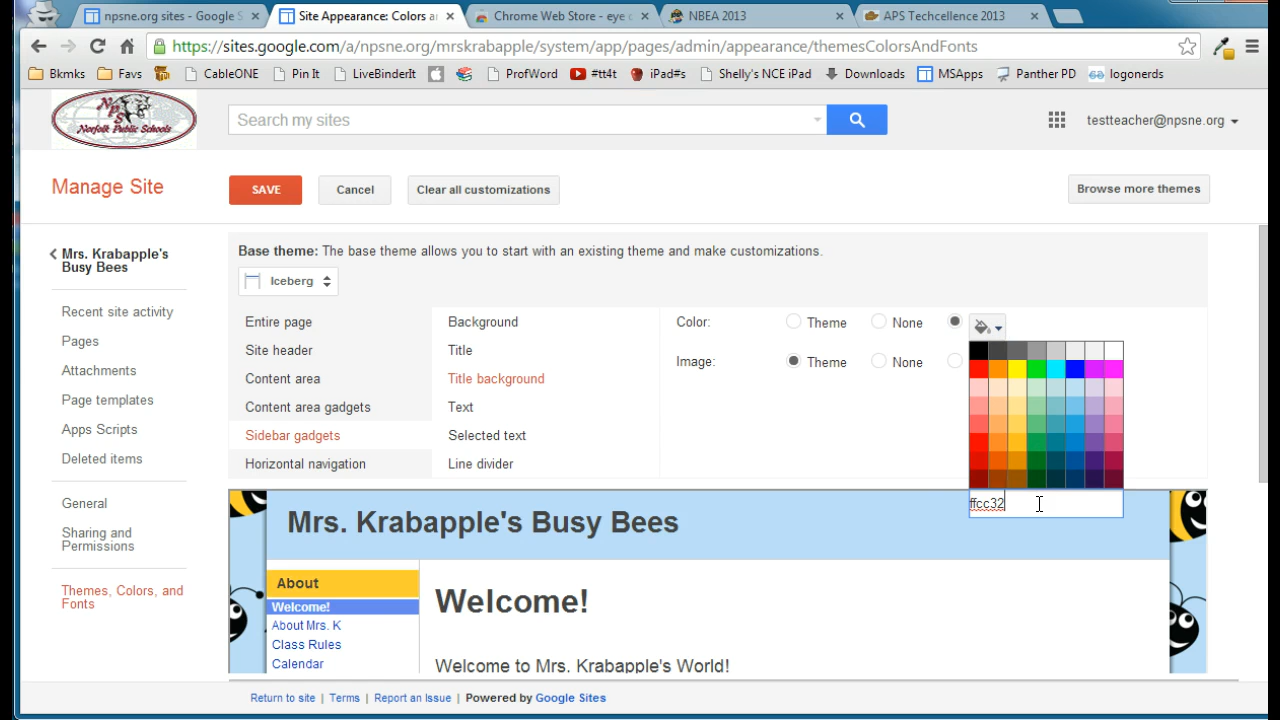 npsne.org sites - Google S
Site Appearance: Colors a
Chrome Web Store - eye
NBEA 2013
APS Techcellence 2013
https://sites.google.com/a/npsne.org/mrskrabapple/system/app/pages/admin/appearance/themesColorsAndFonts
Bkmks Favs CableONE Pin It LiveBinderIt ProfWord #tt4t iPad#s Shelly's NCE iPad Downloads MSApps Panther PD logonerds
NPS
Norfolk Public Schools
Search my sites
testteacher@npsne.org
Manage Site
SAVE Cancel Clear all customizations Browse more themes
Mrs. Krabapple's
Busy Bees
Recent site activity
Pages
Attachments
Page templates
Apps Scripts
Deleted items
General
Sharing and
Permissions
Themes, Colors, and
Fonts
Base theme: The base theme allows you to start with an existing theme and make customizations.
Iceberg
Entire page
Site header
Content area
Content area gadgets
Sidebar gadgets
Horizontal navigation
Background
Title
Title background
Text
Selected text
Line divider
Color: Theme None
Image: Theme None
ffcc32
Mrs. Krabapple's Busy Bees
About
Welcome!
About Mrs. K
Class Rules
Calendar
Welcome!
Welcome to Mrs. Krabapple's World!
Return to site | Terms | Report an Issue | Powered by Google Sites